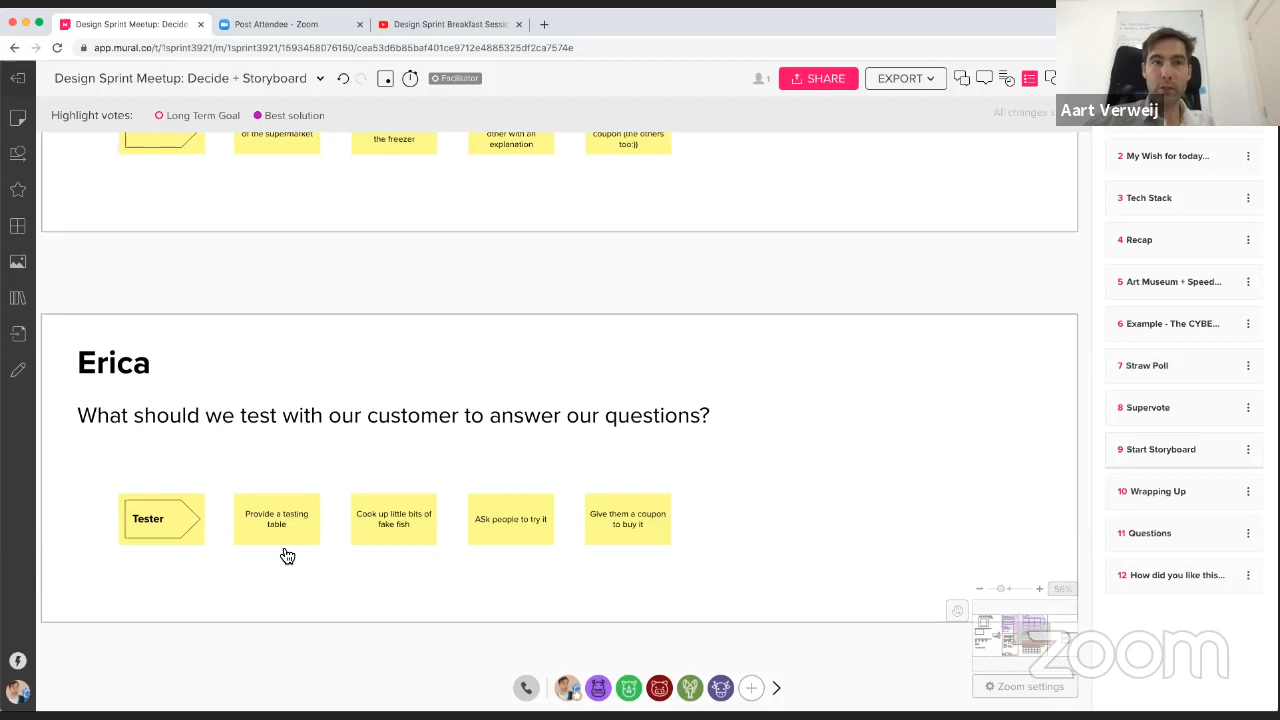 Design Sprint Meetup: Decide
Post Attendee - Zoom
Design Sprint Breakfast Sessi
app.mural.co/t/1sprint3921/m/1sprint3921/1593458076150/cea53d6b85baf401ce9712e4885325df2ca7574e
Design Sprint Meetup: Decide + Storyboard
Facilitator
1
SHARE
EXPORT
Aart Verweij
Highlight votes:
Long Term Goal
Best solution
All changes s
of the supermarket
the freezer
other with an
explanation
coupon (the others
too:))
2 My Wish for today...
3 Tech Stack
4 Recap
5 Art Museum + Speed...
6 Example - The CYBE...
7 Straw Poll
8 Supervote
9 Start Storyboard
10 Wrapping Up
11 Questions
12 How did you like this...
Erica
What should we test with our customer to answer our questions?
Tester
Provide a tasting
table
Cook up little bits of
fake fish
ASk people to try it
Give them a coupon
to buy it
56%
zoom
Zoom settings